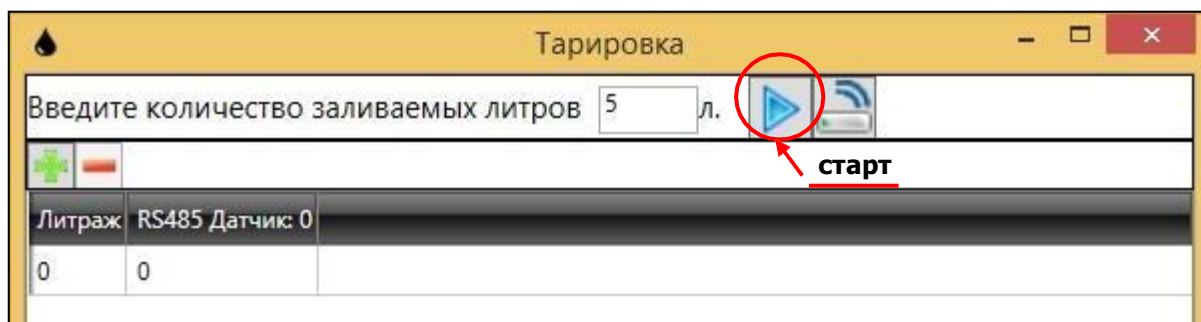 Тарировка
Введите количество заливаемых литров 5 л.
старт
Литраж RS485 Датчик: 0
0 0